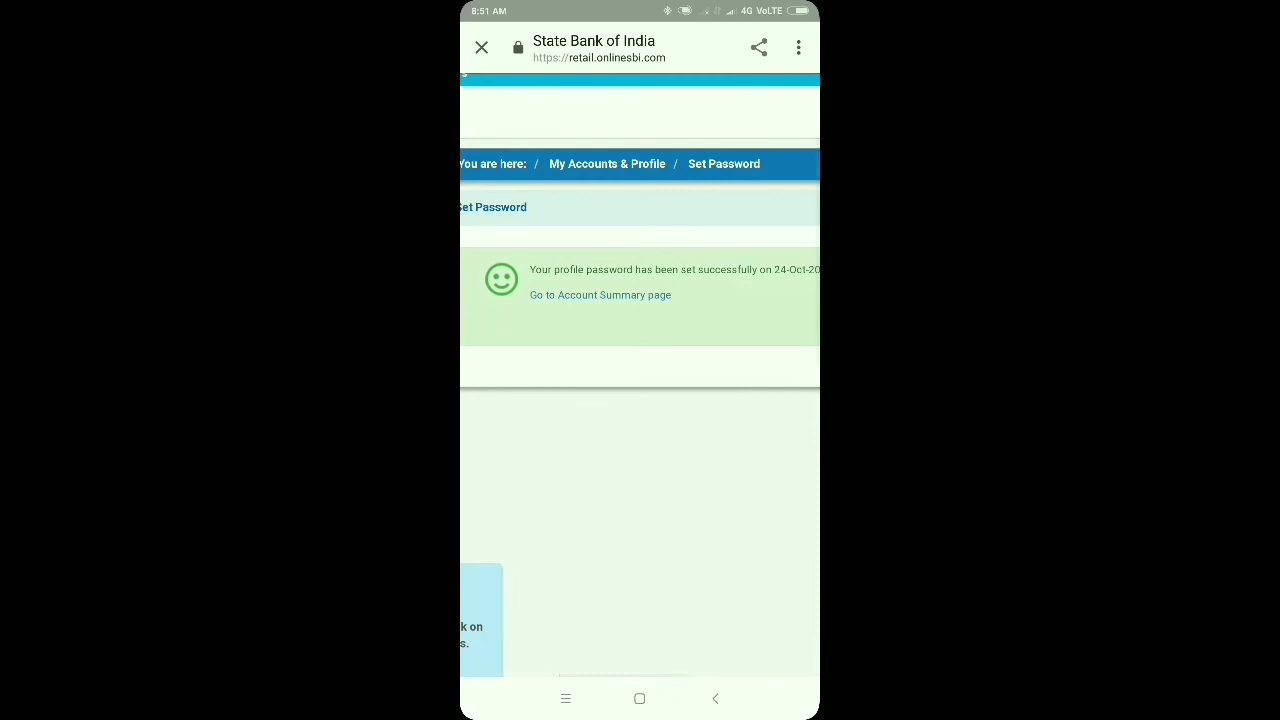 8:51 AM
4G VoLTE
State Bank of India
https://retail.onlinesbi.com
You are here: / My Accounts & Profile / Set Password
Set Password
Your profile password has been set successfully on 24-Oct-20
Go to Account Summary page
k on
s.